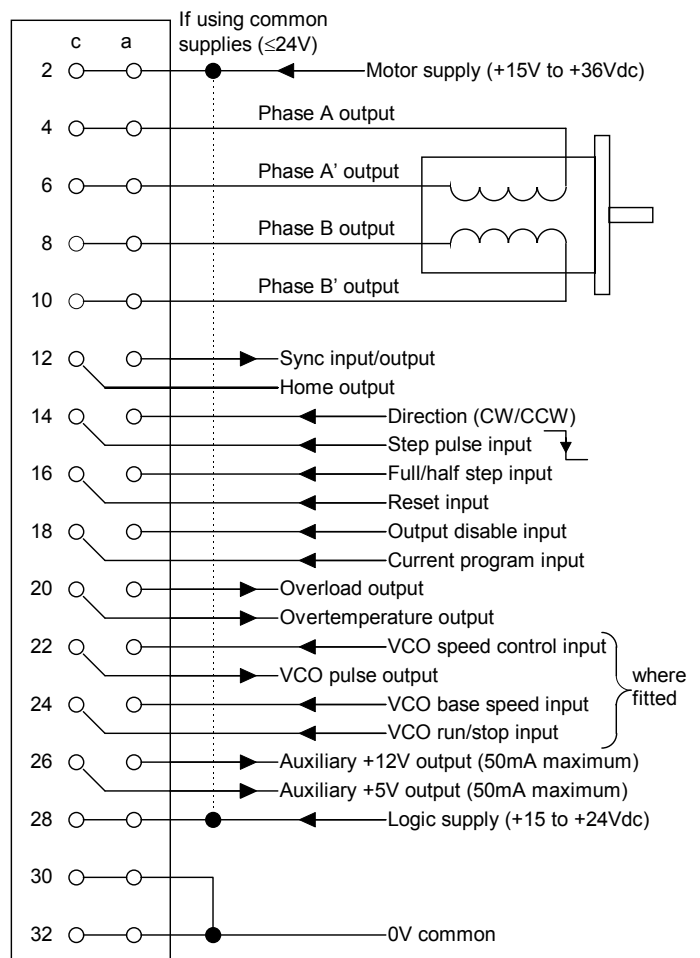 If using common
supplies (≤24V)
c a
2 Motor supply (+15V to +36Vdc)
Phase A output
4
Phase A’ output
6
Phase B output
8
Phase B’ output
10
12 Sync input/output
Home output
14 Direction (CW/CCW)
Step pulse input
16 Full/half step input
Reset input
18 Output disable input
Current program input
20 Overload output
Overtemperature output
22 VCO speed control input
VCO pulse output
where
fitted
24 VCO base speed input
VCO run/stop input
26 Auxiliary +12V output (50mA maximum)
Auxiliary +5V output (50mA maximum)
28 Logic supply (+15 to +24Vdc)
30
32 0V common